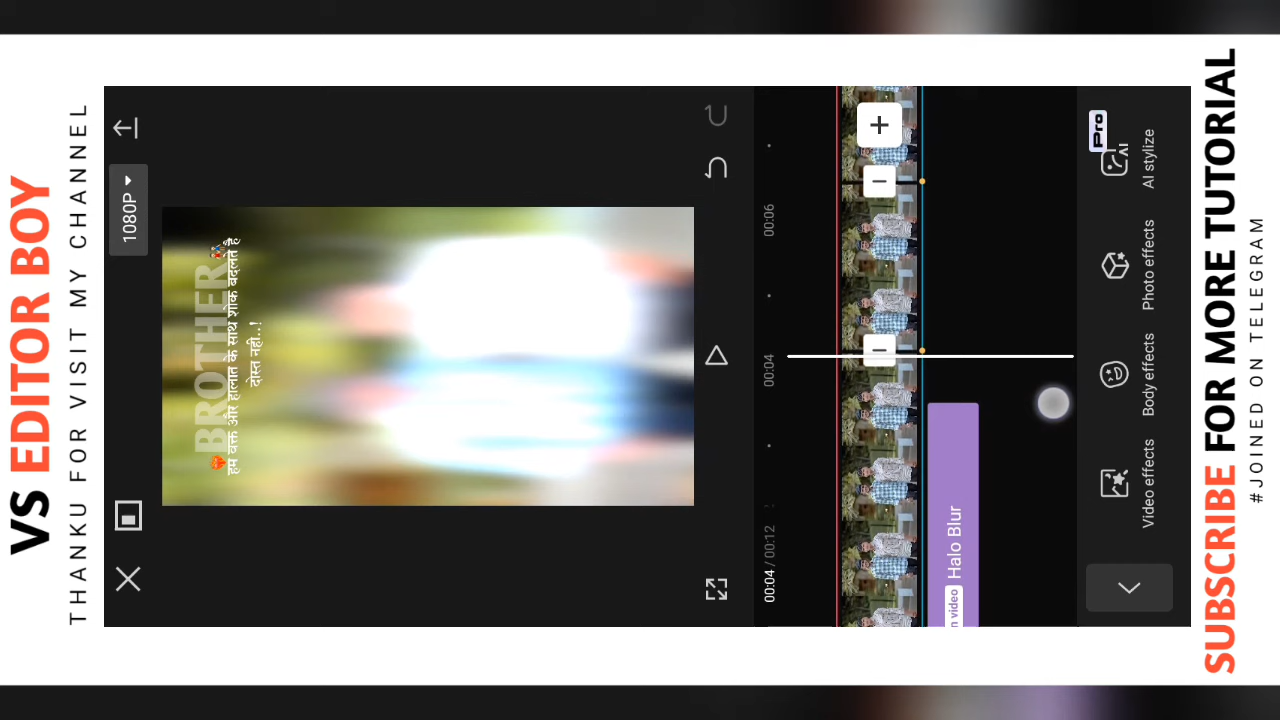 VS EDITOR BOY
THANKU FOR VISIT MY CHANNEL
1080P
BROTHER
हम वक्त और हालात के साथ शौक बदलते है
दोस्त नही..!
00:04 / 00:12
00:04
00:06
Halo Blur
n video
Video effects
Body effects
Photo effects
AI stylize
Pro
SUBSCRIBE FOR MORE TUTORIAL
#JOINED ON TELEGRAM